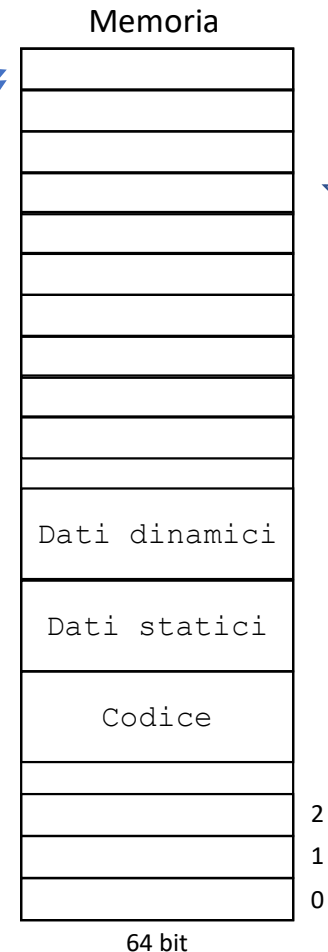 Memoria
Dati dinamici
Dati statici
Codice
2
1
0
64 bit